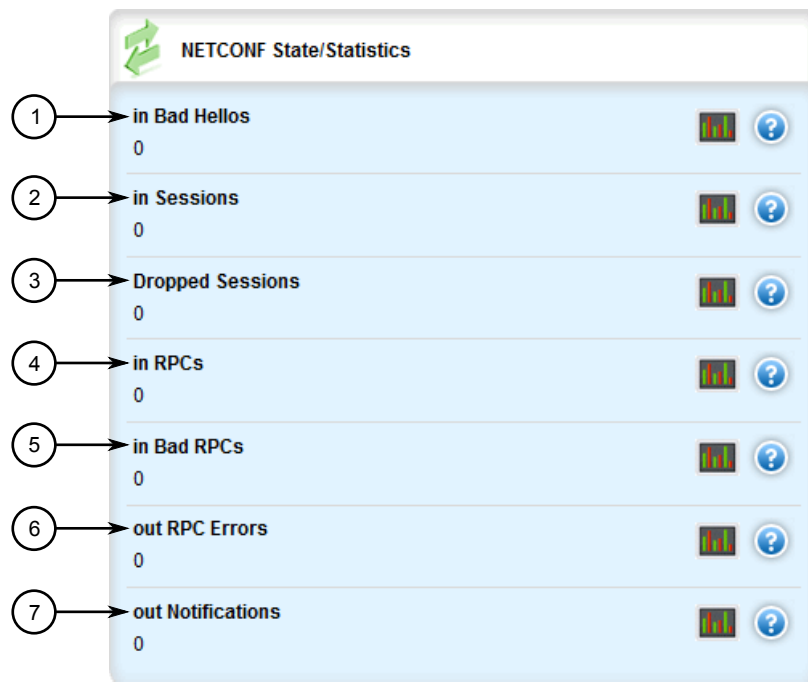 NETCONF State/Statistics
1 in Bad Hellos
0
2 in Sessions
0
3 Dropped Sessions
0
4 in RPCs
0
5 in Bad RPCs
0
6 out RPC Errors
0
7 out Notifications
0